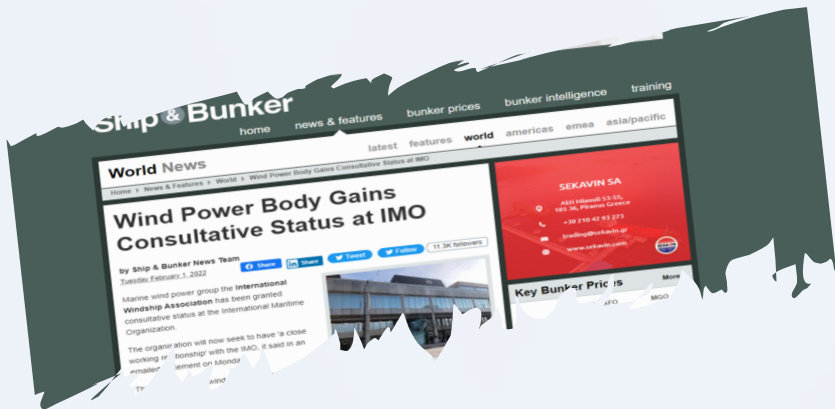 Ship & Bunker
home news & features bunker prices bunker intelligence training
latest features world americas emea asia/pacific
World News
Home > News & Features > World > Wind Power Body Gains Consultative Status at IMO
Wind Power Body Gains
Consultative Status at IMO
by Ship & Bunker News Team
Tuesday February 1, 2022
Share Share Tweet Follow 11.3K followers
Marine wind power group the International
Windship Association has been granted
consultative status at the International Maritime
Organization.
The organization will now seek to have 'a close
working relationship' with the IMO, it said in an
emailed statement on Monda
wind
SEKAVIN SA
Akti Miaouli 53-55,
185 36, Piraeus Greece
+30 210 42 93 273
trading@sekavin.gr
www.sekavin.com
SEKAVIN
Key Bunker Prices More
MGO